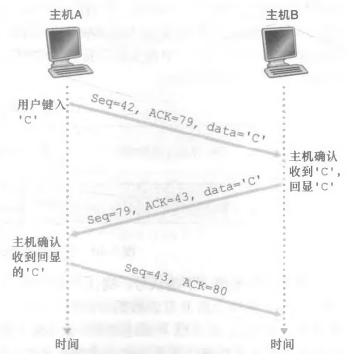 主机A
主机B
用户键入
'C'
Seq=42, ACK=79, data='C'
主机确认
收到'C',
回显'C'
Seq=79, ACK=43, data='C'
主机确认
收到回显
的'C'
Seq=43, ACK=80
时间
时间